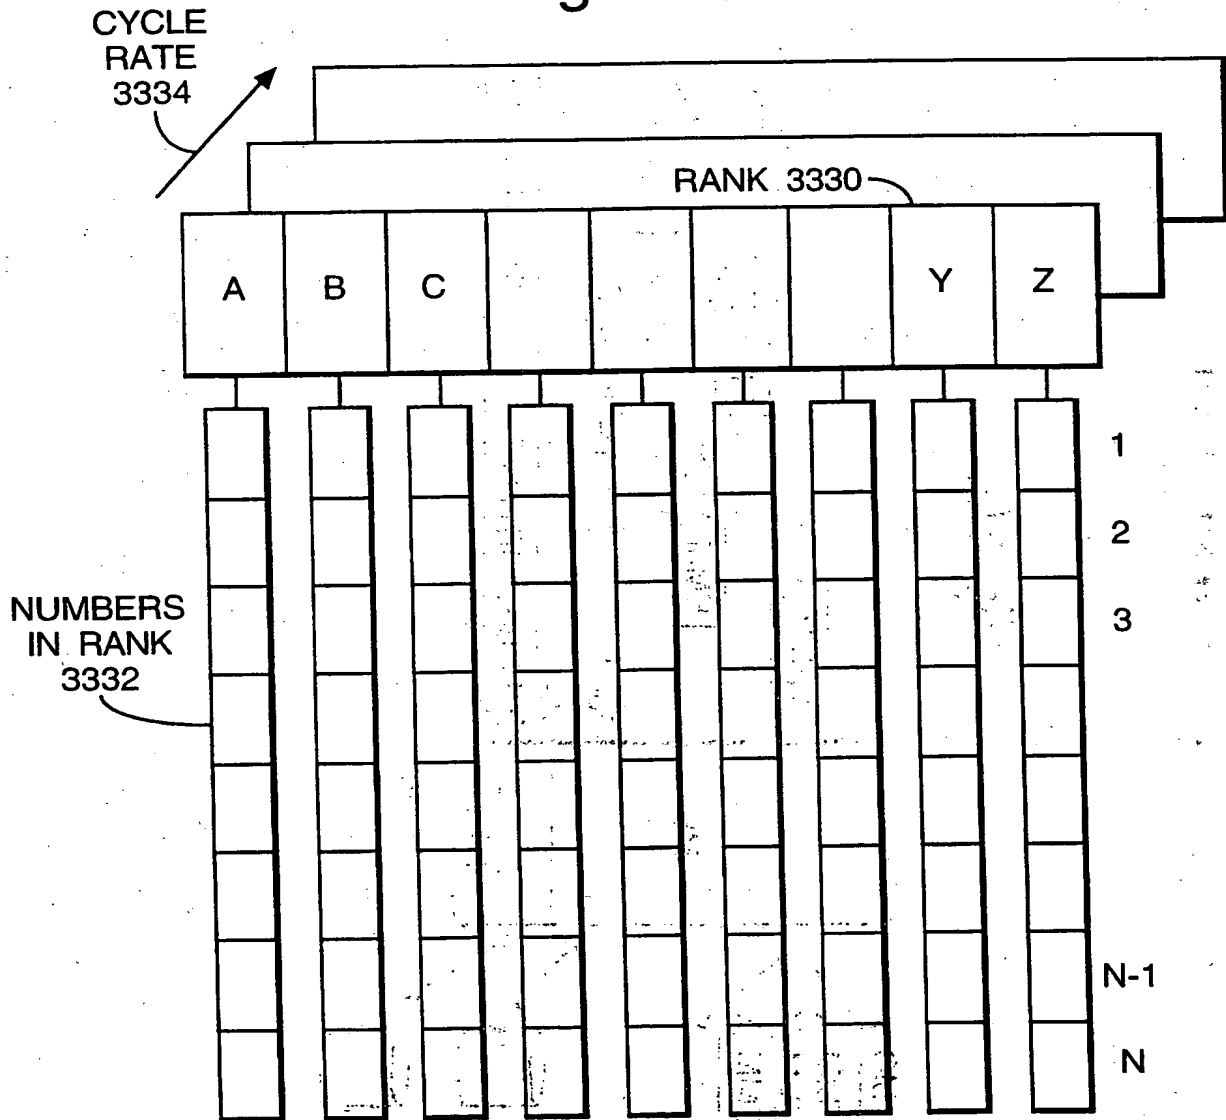 CYCLE
RATE
3334
RANK 3330
A B C Y Z
1
2
3
NUMBERS
IN RANK
3332
N-1
N